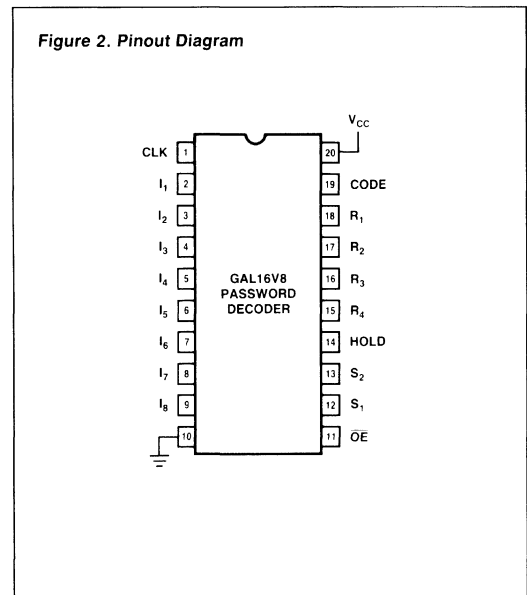 Figure 2. Pinout Diagram
V_CC
CLK 1 20
I₁ 2 19 CODE
I₂ 3 18 R₁
I₃ 4 17 R₂
I₄ 5 16 R₃
I₅ 6 15 R₄
I₆ 7 14 HOLD
I₇ 8 13 S₂
I₈ 9 12 S₁
10 11 O̅E̅
GAL16V8
PASSWORD
DECODER